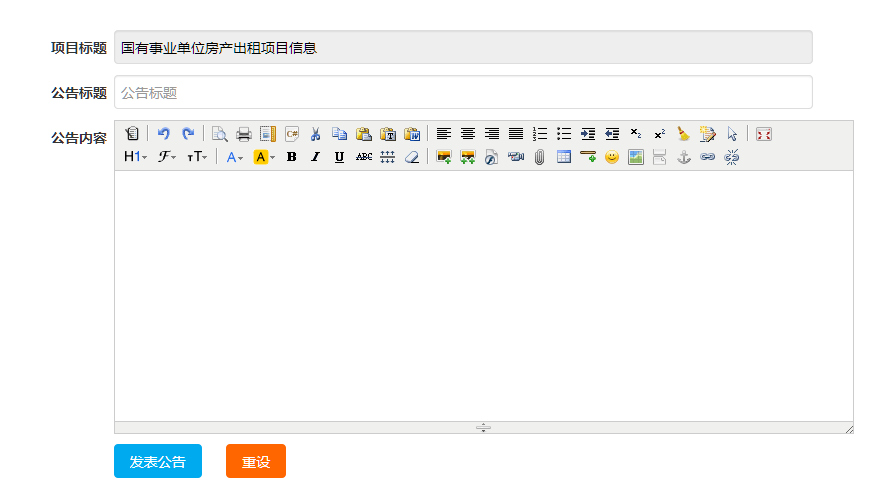 项目标题 国有事业单位房产出租项目信息
公告标题 公告标题
公告内容
H1 F тT A A B I U ABC
发表公告 重设